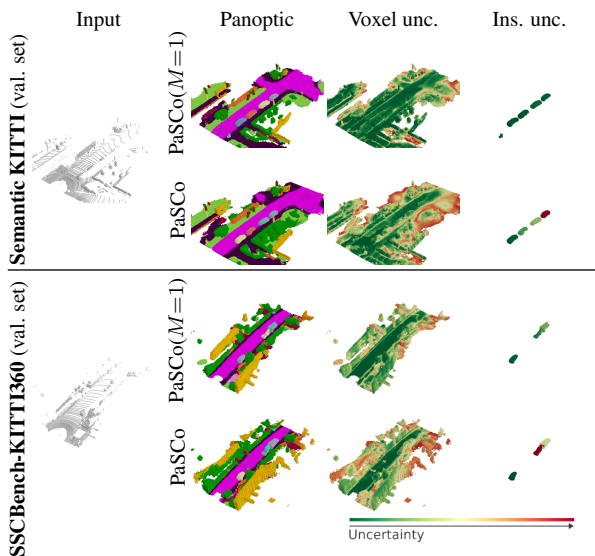 Input
Panoptic
Voxel unc.
Ins. unc.
Semantic KITTI (val. set)
PaSCo(M=1)
PaSCo
SSCBench-KITTI360 (val. set)
PaSCo(M=1)
PaSCo
Uncertainty